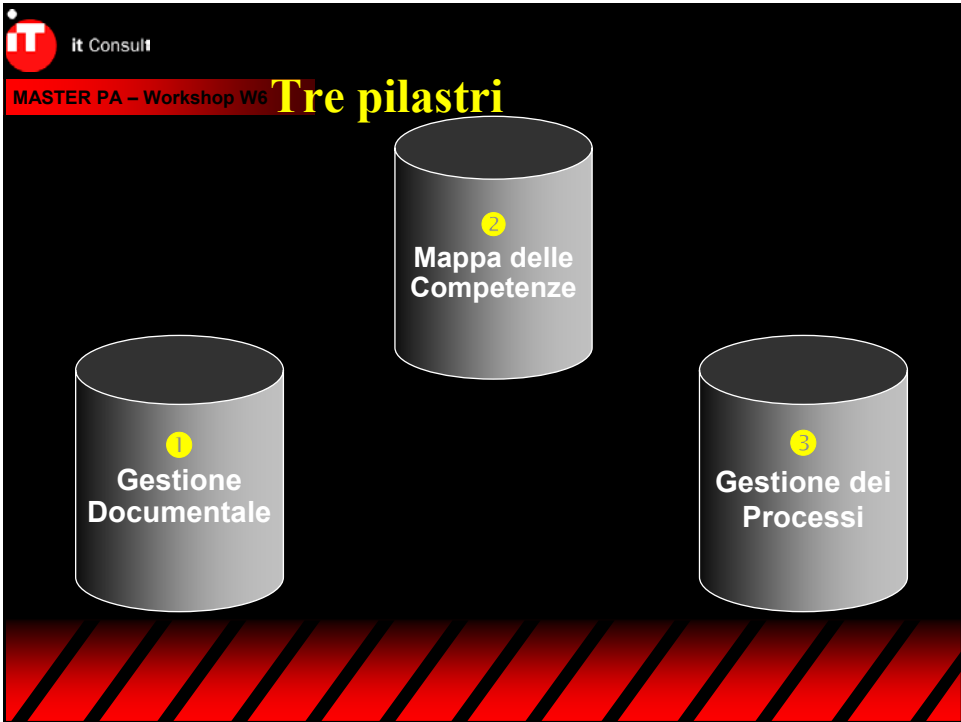 iT
it Consult
MASTER PA – Workshop W6
Tre pilastri
2
Mappa delle
Competenze
1
Gestione
Documentale
3
Gestione dei
Processi